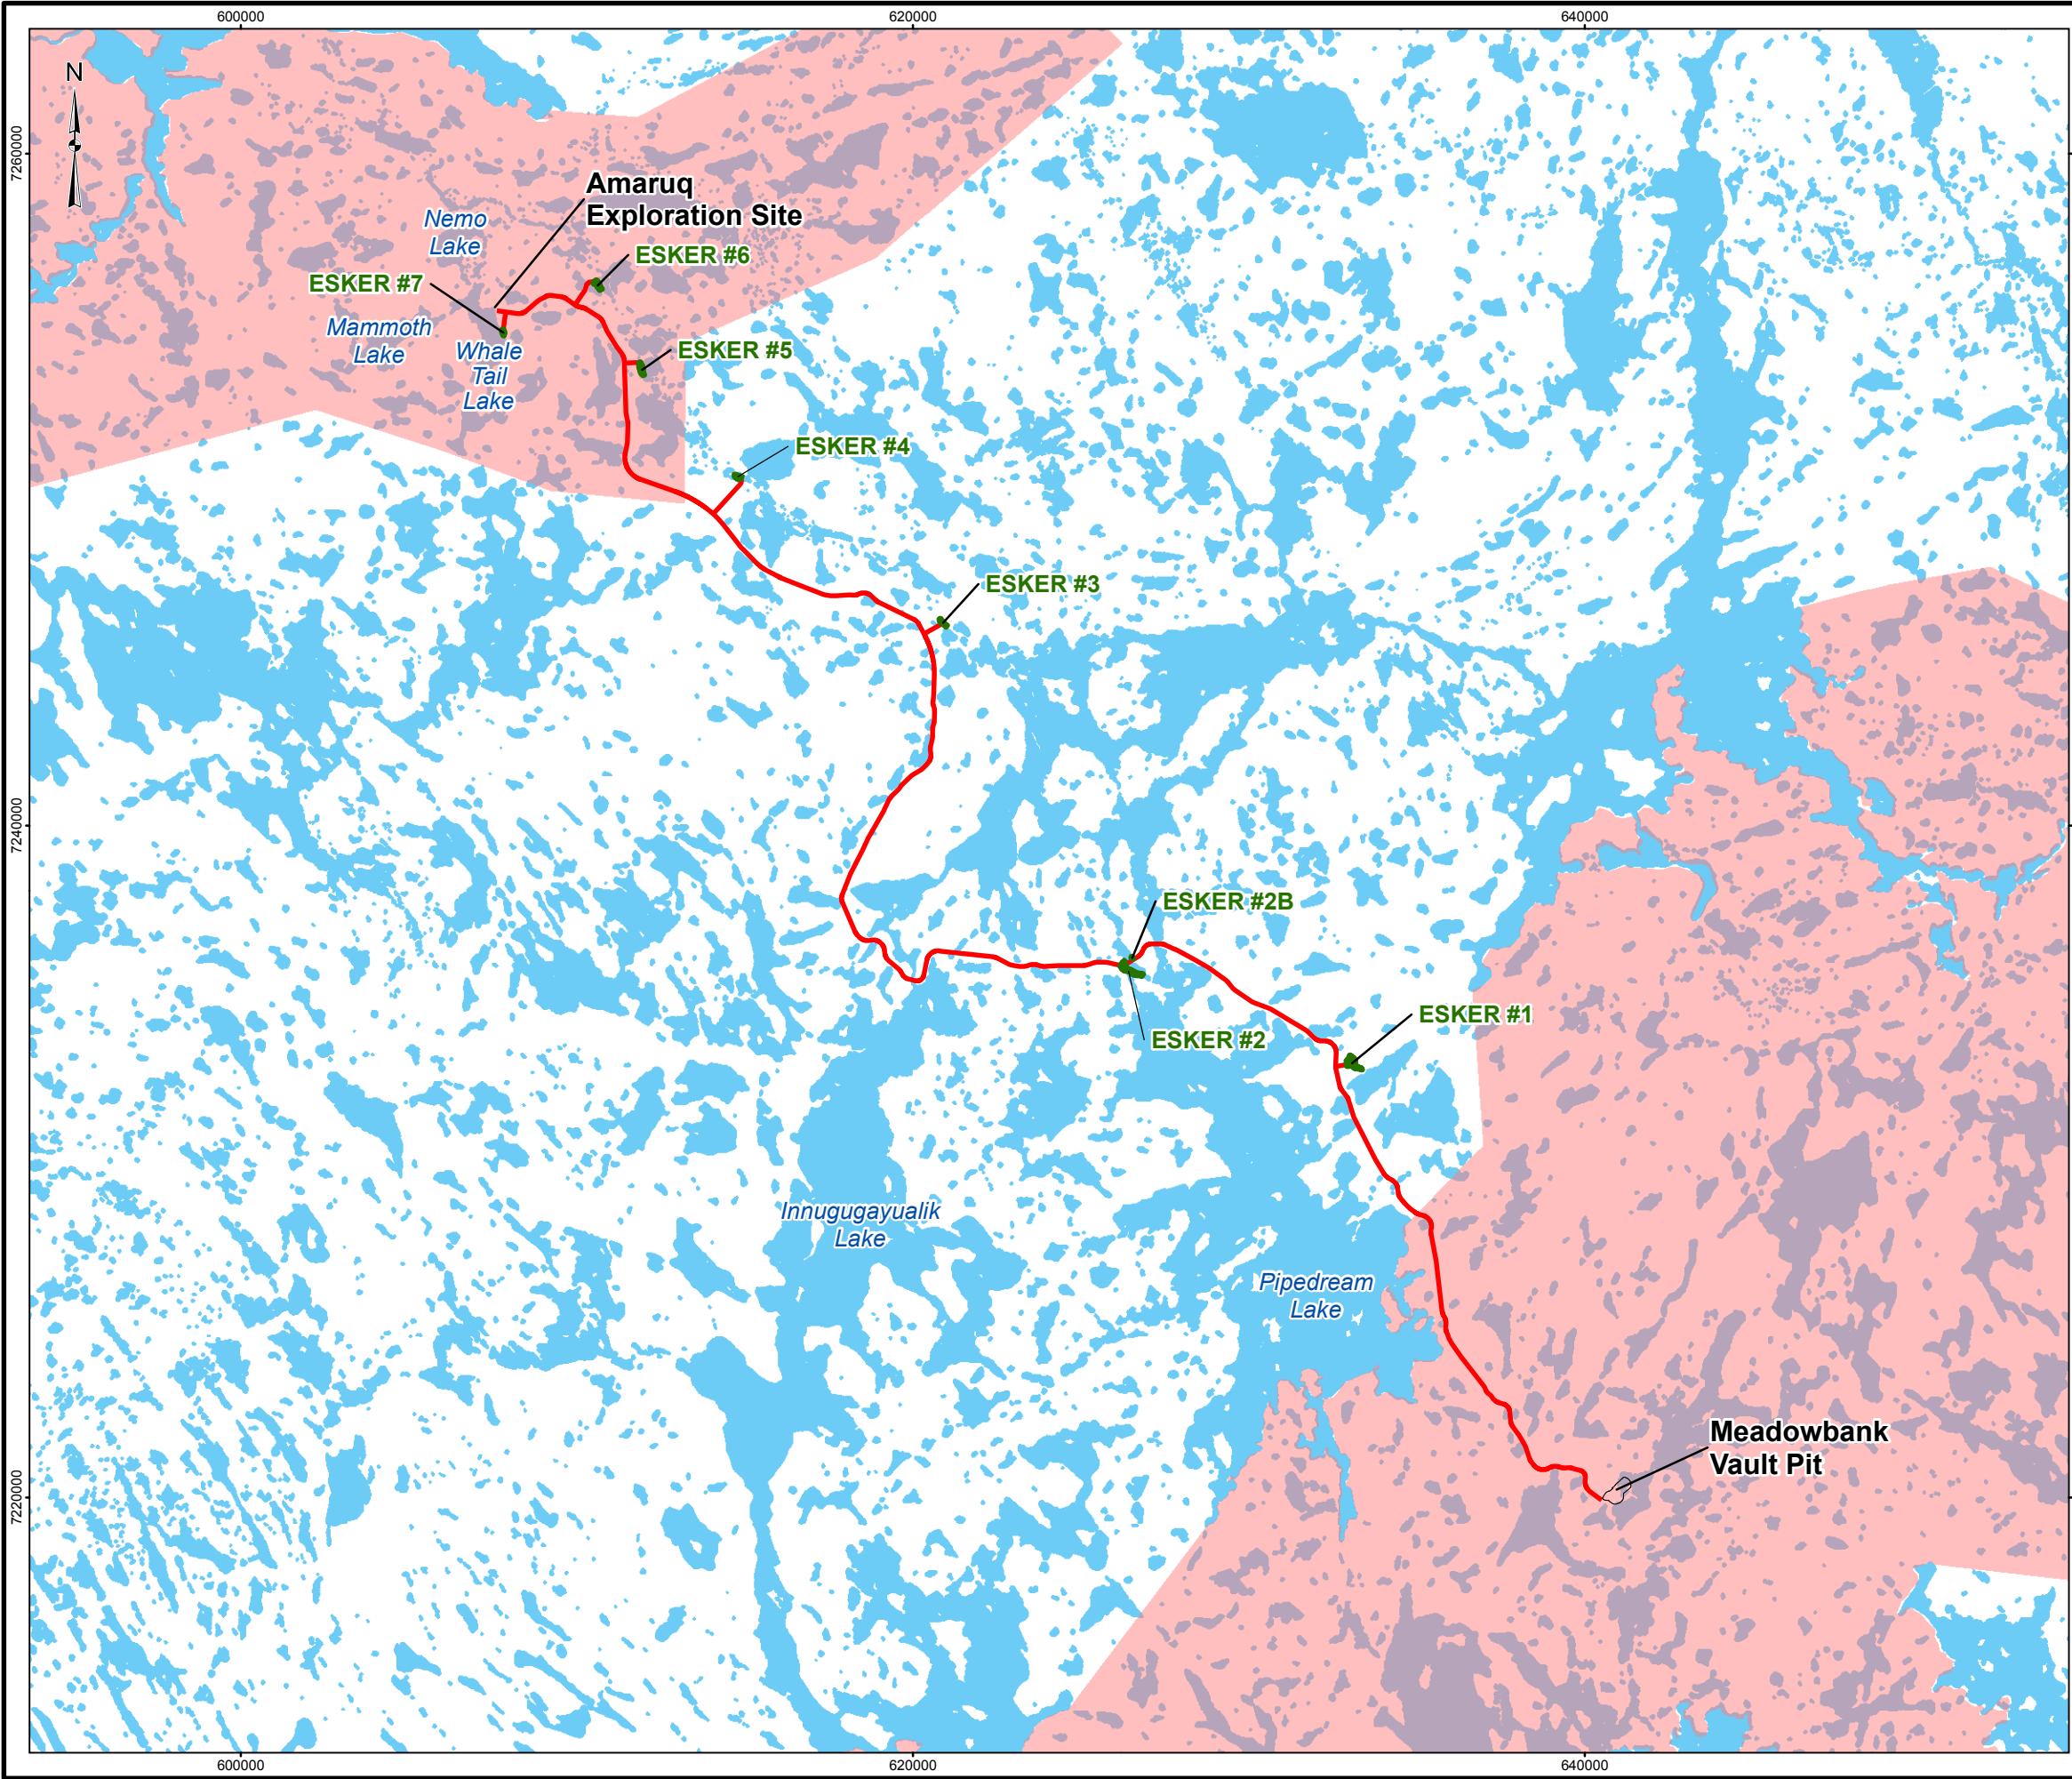 600000
620000
640000
N
7260000
Amaruq
Exploration Site
Nemo
Lake
ESKER #6
ESKER #7
Mammoth
Lake
Whale
Tail
Lake
ESKER #5
ESKER #4
ESKER #3
7240000
ESKER #2B
ESKER #1
ESKER #2
Innugugayualik
Lake
Pipedream
Lake
Meadowbank
Vault Pit
7220000
600000
620000
640000